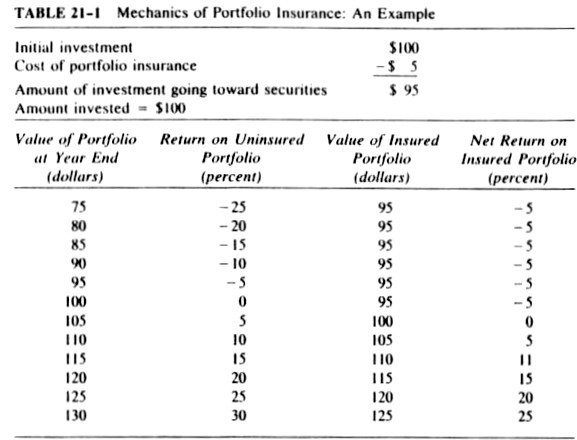 TABLE 21-1 Mechanics of Portfolio Insurance: An Example
Initial investment $100
Cost of portfolio insurance -$ 5
Amount of investment going toward securities $ 95
Amount invested = $100
Value of Portfolio Return on Uninsured Value of Insured Net Return on
at Year End Portfolio Portfolio Insured Portfolio
(dollars) (percent) (dollars) (percent)
75 -25 95 -5
80 -20 95 -5
85 -15 95 -5
90 -10 95 -5
95 -5 95 -5
100 0 95 -5
105 5 100 0
110 10 105 5
115 15 110 11
120 20 115 15
125 25 120 20
130 30 125 25